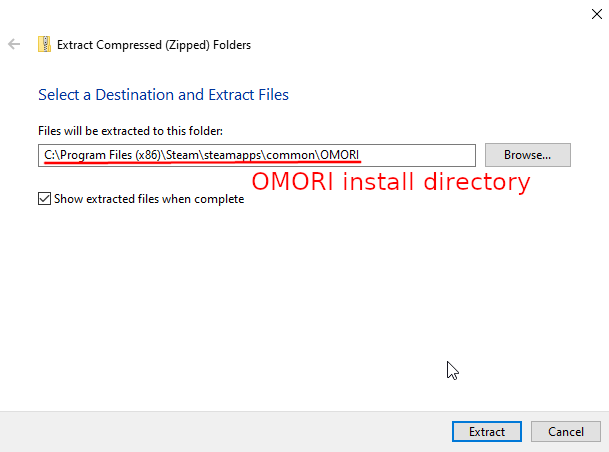 Extract Compressed (Zipped) Folders
Select a Destination and Extract Files
Files will be extracted to this folder:
C:\Program Files (x86)\Steam\steamapps\common\OMORI
Browse...
OMORI install directory
Show extracted files when complete
Extract
Cancel